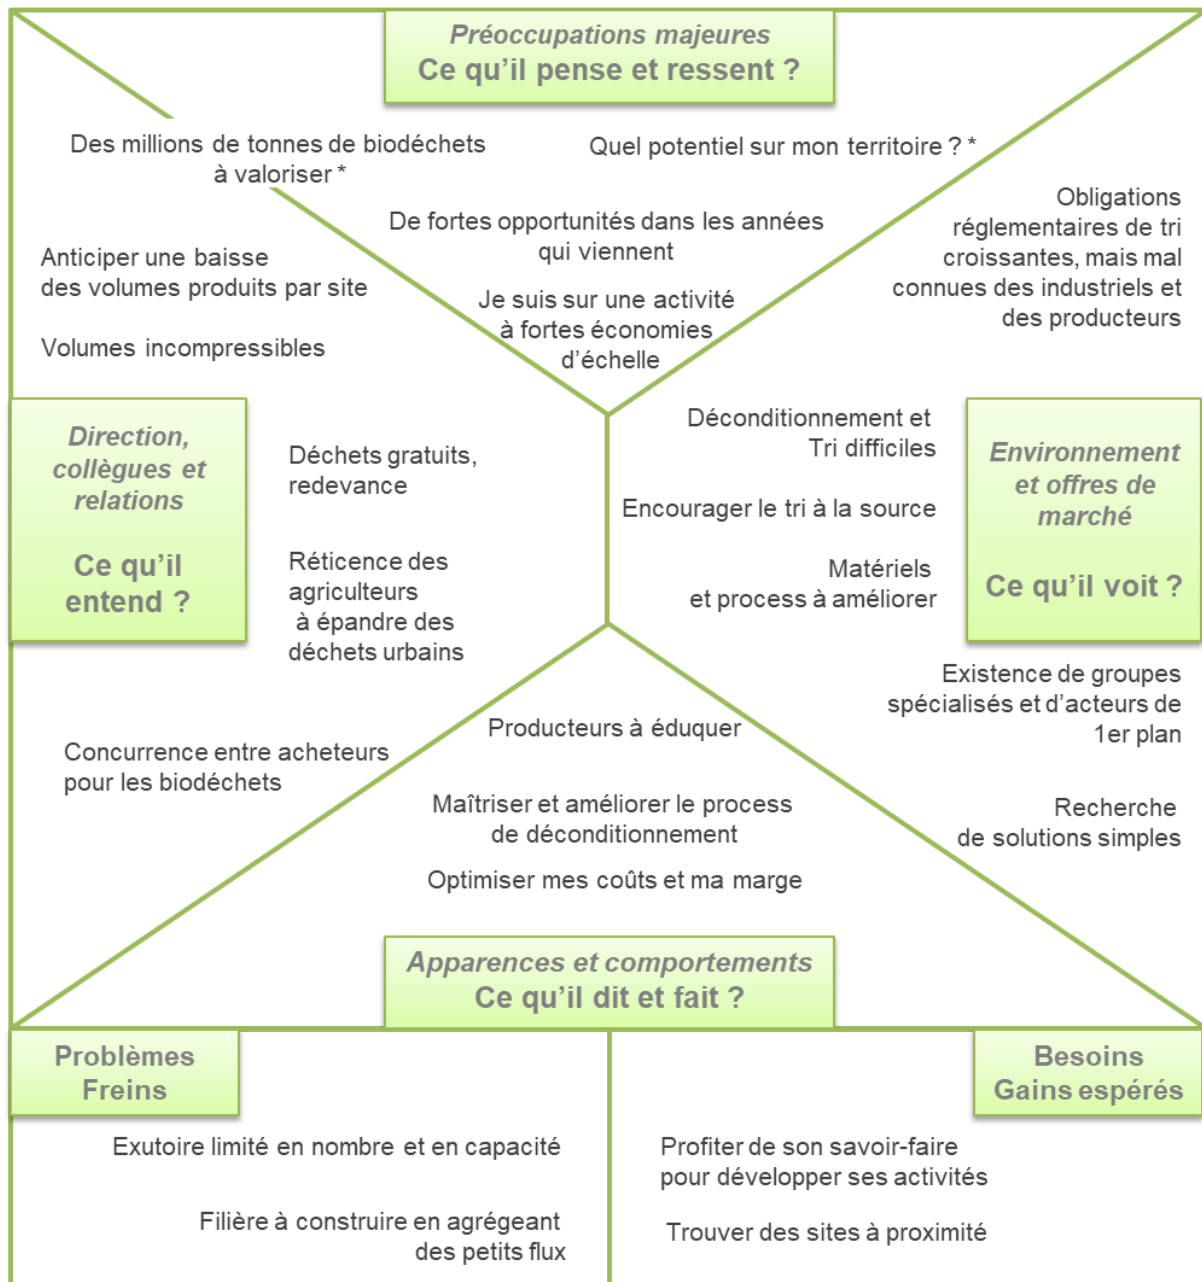 Préoccupations majeures
Ce qu’il pense et ressent ?
Des millions de tonnes de biodéchets
à valoriser *
Quel potentiel sur mon territoire ? *
De fortes opportunités dans les années
qui viennent
Je suis sur une activité
à fortes économies
d’échelle
Anticiper une baisse
des volumes produits par site
Volumes incompressibles
Direction,
collègues et
relations
Ce qu’il
entend ?
Déchets gratuits,
redevance
Réticence des
agriculteurs
à épandre des
déchets urbains
Concurrence entre acheteurs
pour les biodéchets
Obligations
réglementaires de tri
croissantes, mais mal
connues des industriels et
des producteurs
Déconditionnement et
Tri difficiles
Encourager le tri à la source
Matériels
et process à améliorer
Environnement
et offres de
marché
Ce qu’il voit ?
Existence de groupes
spécialisés et d’acteurs de
1er plan
Recherche
de solutions simples
Producteurs à éduquer
Maîtriser et améliorer le process
de déconditionnement
Optimiser mes coûts et ma marge
Apparences et comportements
Ce qu’il dit et fait ?
Problèmes
Freins
Exutoire limité en nombre et en capacité
Filière à construire en agrégeant
des petits flux
Besoins
Gains espérés
Profiter de son savoir-faire
pour développer ses activités
Trouver des sites à proximité